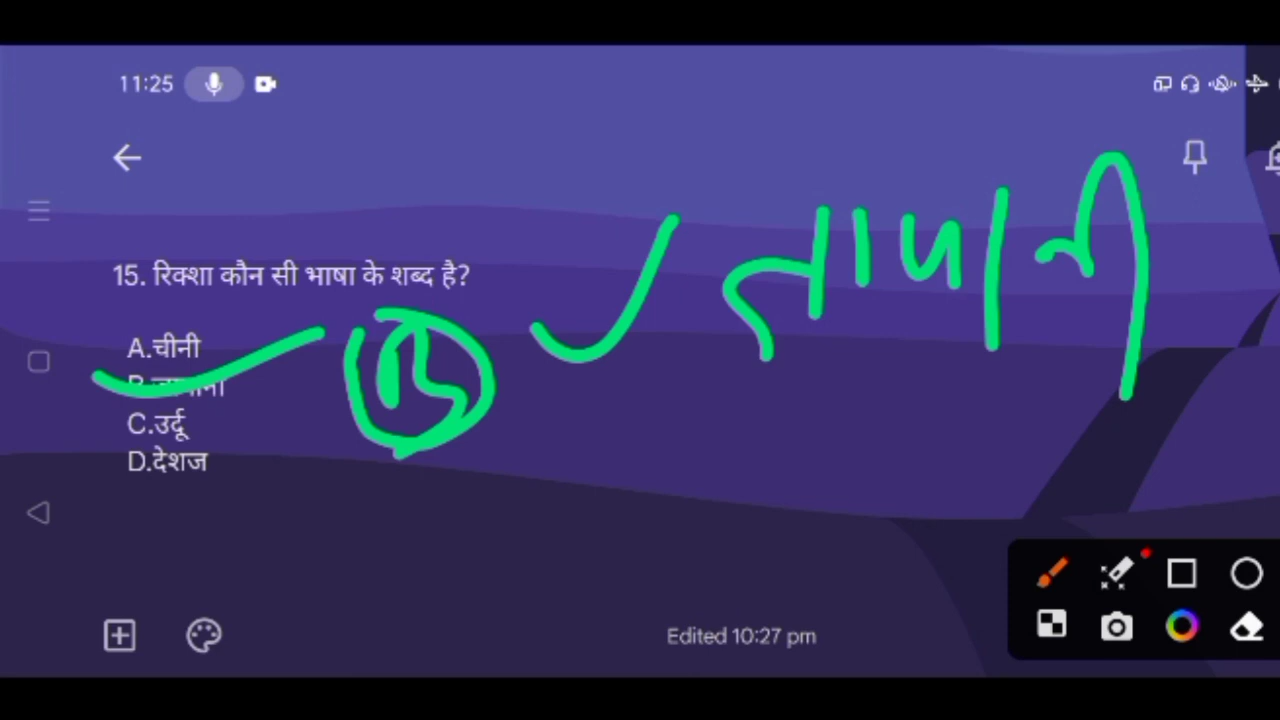 11:25
15. रिक्शा कौन सी भाषा के शब्द है?
जापानी
A.चीनी
B.जापानी
B
C.उर्दू
D.देशज
Edited 10:27 pm